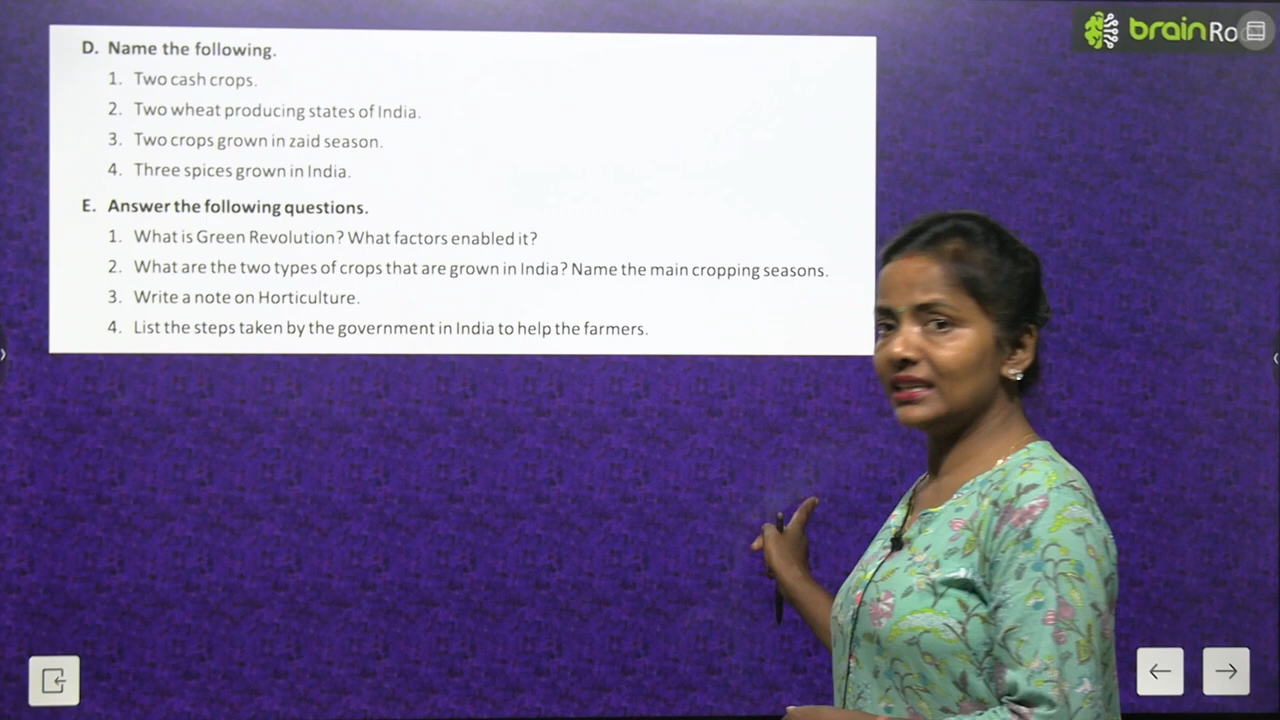 brainRo
D. Name the following.
1. Two cash crops.
2. Two wheat producing states of India.
3. Two crops grown in zaid season.
4. Three spices grown in India.
E. Answer the following questions.
1. What is Green Revolution? What factors enabled it?
2. What are the two types of crops that are grown in India? Name the main cropping seasons.
3. Write a note on Horticulture.
4. List the steps taken by the government in India to help the farmers.